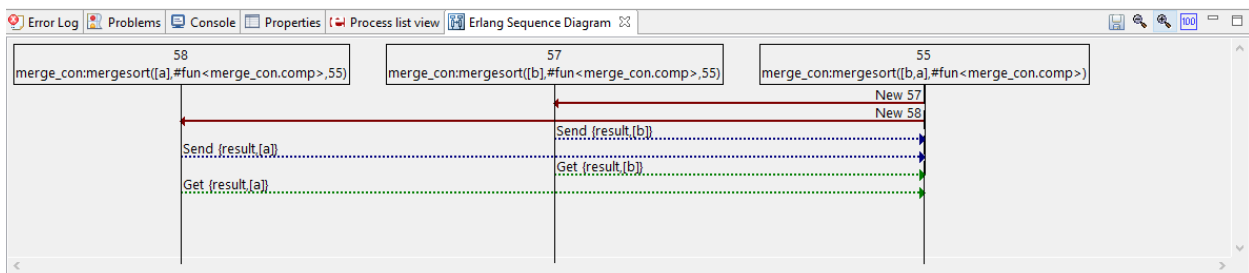 Error Log Problems Console Properties Process list view Erlang Sequence Diagram 100
58 57 55
merge_con:mergesort([a],#fun<merge_con.comp>,55) merge_con:mergesort([b],#fun<merge_con.comp>,55) merge_con:mergesort([b,a],#fun<merge_con.comp>)
New 57
New 58
Send {result,[b]}
Send {result,[a]}
Get {result,[b]}
Get {result,[a]}